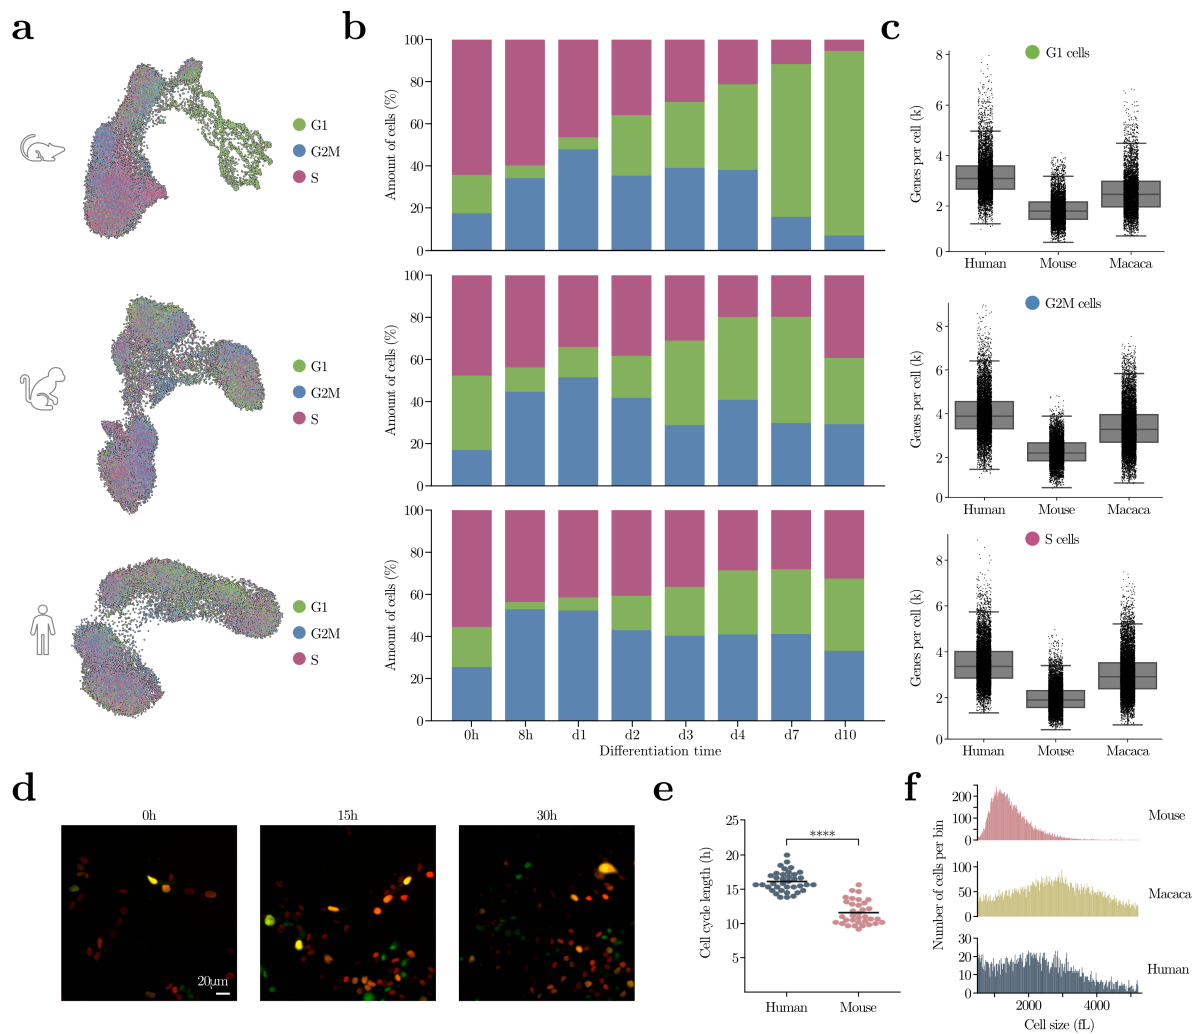 a
G1
G2M
S
G1
G2M
S
G1
G2M
S
b
Amount of cells (%)
100
80
60
40
20
0
Amount of cells (%)
100
80
60
40
20
0
Amount of cells (%)
100
80
60
40
20
0
0h 8h d1 d2 d3 d4 d7 d10
Differentiation time
c
G1 cells
Genes per cell (k)
8
6
4
2
0
Human Mouse Macaca
G2M cells
Genes per cell (k)
8
6
4
2
0
Human Mouse Macaca
S cells
Genes per cell (k)
8
6
4
2
0
Human Mouse Macaca
d
0h 15h 30h
20µm
e
Cell cycle length (h)
25
20
15
10
5
****
Human Mouse
f
Number of cells per bin
200
100
0
Mouse
100
50
0
Macaca
30
20
10
0
Human
2000 4000
Cell size (fL)